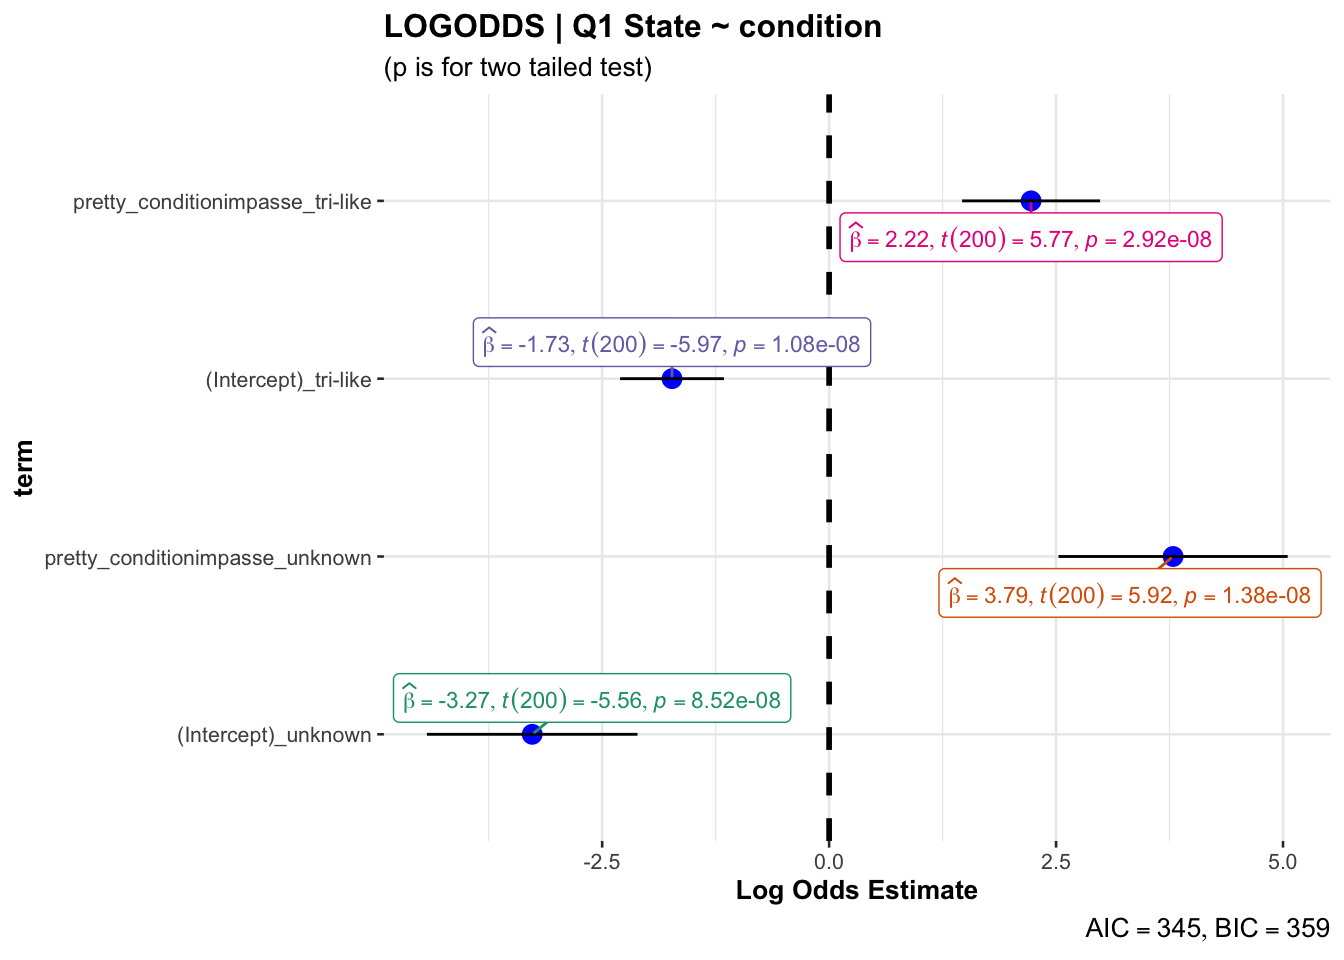 LOGODDS | Q1 State ~ condition
(p is for two tailed test)
pretty_conditionimpasse_tri-like
β̂ = 2.22, t(200) = 5.77, p = 2.92e-08
β̂ = -1.73, t(200) = -5.97, p = 1.08e-08
(Intercept)_tri-like
term
pretty_conditionimpasse_unknown
β̂ = 3.79, t(200) = 5.92, p = 1.38e-08
β̂ = -3.27, t(200) = -5.56, p = 8.52e-08
(Intercept)_unknown
-2.5 0.0 2.5 5.0
Log Odds Estimate
AIC = 345, BIC = 359